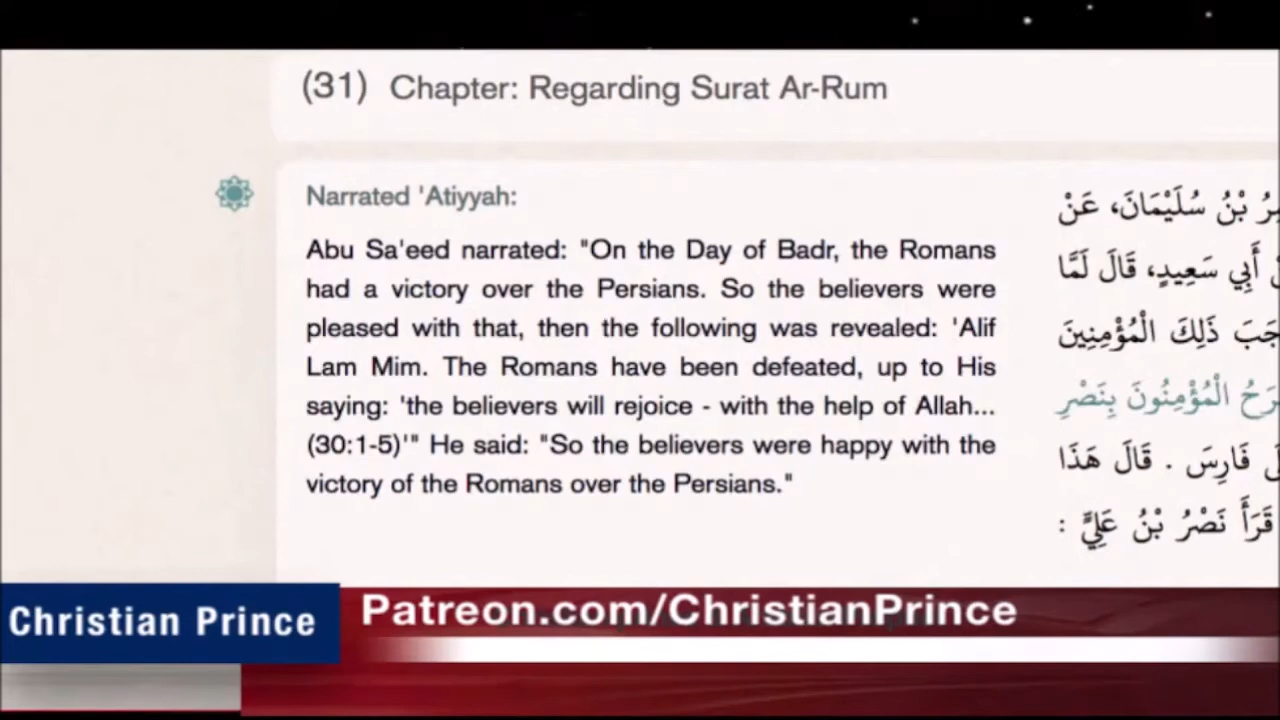 (31) Chapter: Regarding Surat Ar-Rum
Narrated 'Atiyyah:
Abu Sa'eed narrated: "On the Day of Badr, the Romans
had a victory over the Persians. So the believers were
pleased with that, then the following was revealed: 'Alif
Lam Mim. The Romans have been defeated, up to His
saying: 'the believers will rejoice - with the help of Allah...
(30:1-5)'" He said: "So the believers were happy with the
victory of the Romans over the Persians."
بْنُ سُلَيْمَانَ، عَنْ
أَبِي سَعِيدٍ، قَالَ لَمَّا
ذَلِكَ الْمُؤْمِنِينَ
الْمُؤْمِنُونَ بِنَصْرِ
فَارِسَ . قَالَ هَذَا
قَرَأَ نَصْرُ بْنُ عَلِيٍّ :
Christian Prince
Patreon.com/ChristianPrince